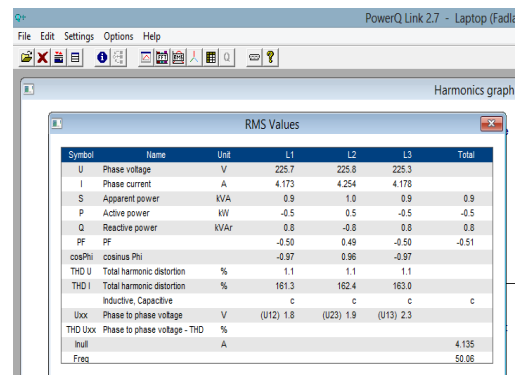 PowerQ Link 2.7 - Laptop (Fadla
File Edit Settings Options Help
Harmonics graph
RMS Values
Symbol Name Unit L1 L2 L3 Total
U Phase voltage V 225.7 225.8 225.3
I Phase current A 4.173 4.254 4.178
S Apparent power kVA 0.9 1.0 0.9 0.9
P Active power kW -0.5 0.5 -0.5 -0.5
Q Reactive power kVAr 0.8 -0.8 0.8 0.8
PF PF -0.50 0.49 -0.50 -0.51
cosPhi cosinus Phi -0.97 0.96 -0.97
THD U Total harmonic distortion % 1.1 1.1 1.1
THD I Total harmonic distortion % 161.3 162.4 163.0
Inductive, Capacitive c c c c
Uxx Phase to phase voltage V (U12) 1.8 (U23) 1.9 (U13) 2.3
THD Uxx Phase to phase voltage - THD %
Inull A 4.135
Freq 50.06